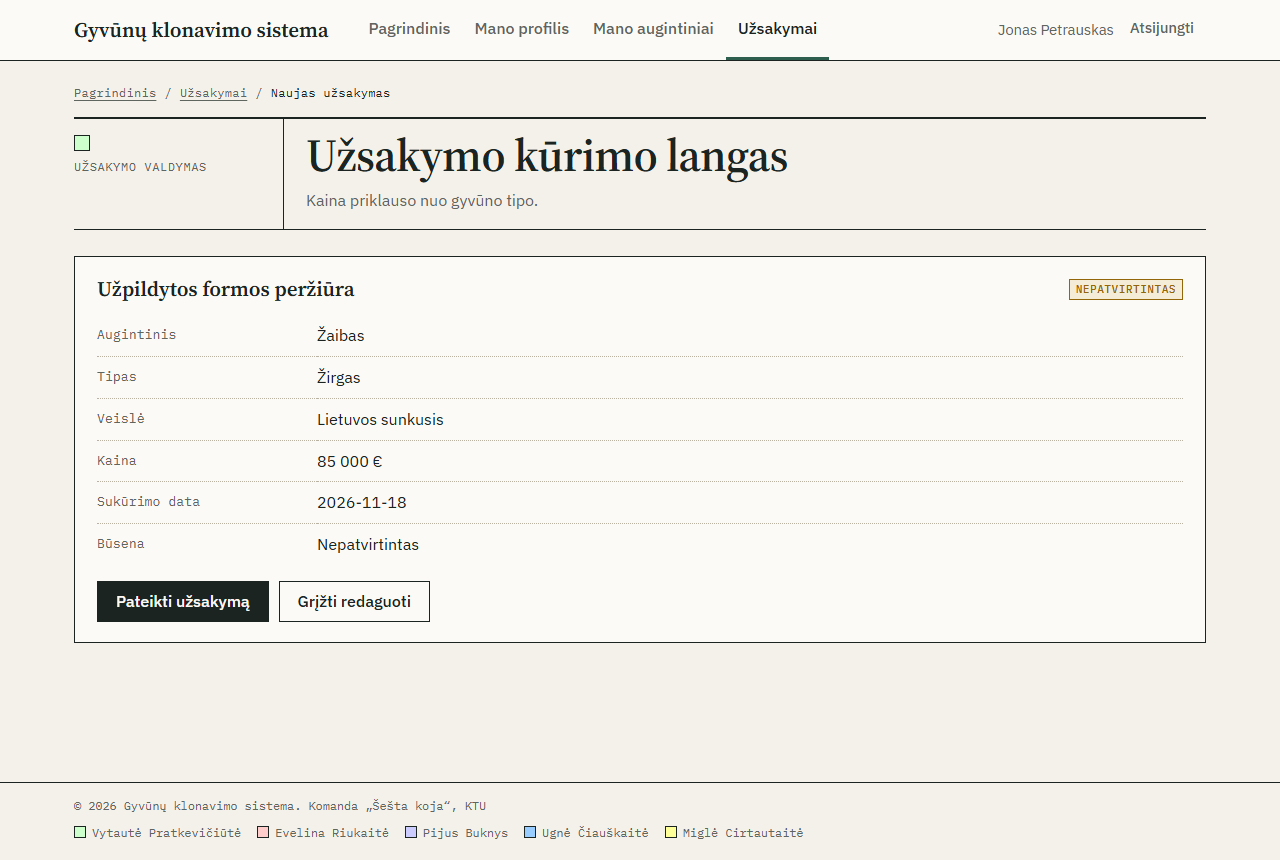 Gyvūnų klonavimo sistema Pagrindinis Mano profilis Mano augintiniai Užsakymai Jonas Petrauskas Atsijungti
Pagrindinis / Užsakymai / Naujas užsakymas
UŽSAKYMO VALDYMAS
Užsakymo kūrimo langas
Kaina priklauso nuo gyvūno tipo.
Užpildytos formos peržiūra NEPATVIRTINTAS
Augintinis Žaibas
Tipas Žirgas
Veislė Lietuvos sunkusis
Kaina 85 000 €
Sukūrimo data 2026-11-18
Būsena Nepatvirtintas
Pateikti užsakymą Grįžti redaguoti
© 2026 Gyvūnų klonavimo sistema. Komanda „Šešta koja“, KTU
Vytautė Pratkevičiūtė Evelina Riukaitė Pijus Buknys Ugnė Čiauškaitė Miglė Cirtautaitė